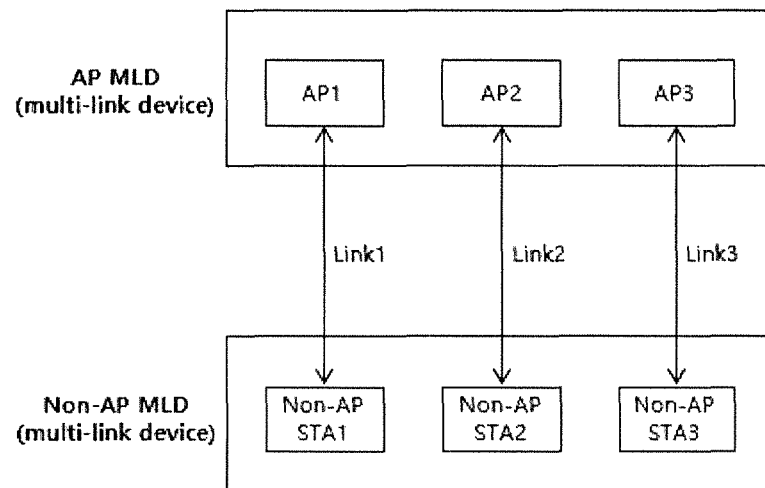 AP MLD
(multi-link device)
AP1
AP2
AP3
Link1
Link2
Link3
Non-AP MLD
(multi-link device)
Non-AP
STA1
Non-AP
STA2
Non-AP
STA3